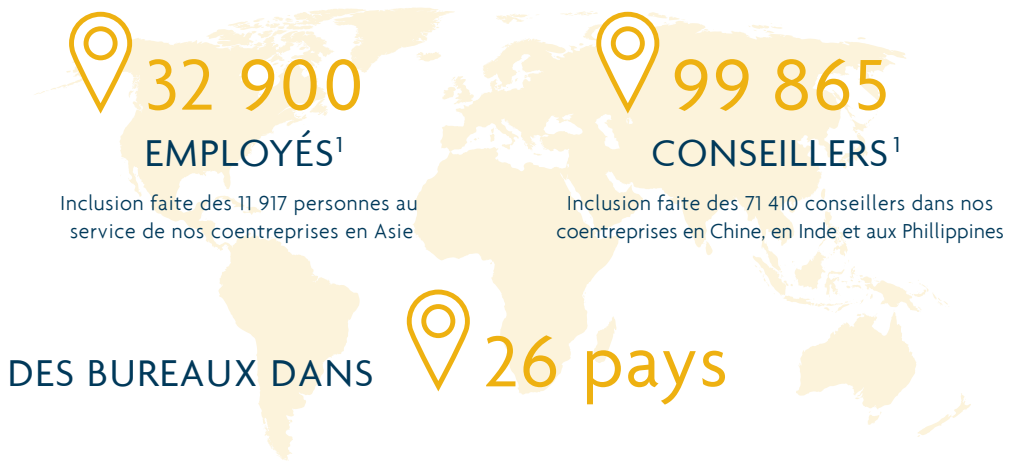 32 900
EMPLOYÉS¹
Inclusion faite des 11 917 personnes au
service de nos coentreprises en Asie
99 865
CONSEILLERS¹
Inclusion faite des 71 410 conseillers dans nos
coentreprises en Chine, en Inde et aux Phillippines
DES BUREAUX DANS 26 pays